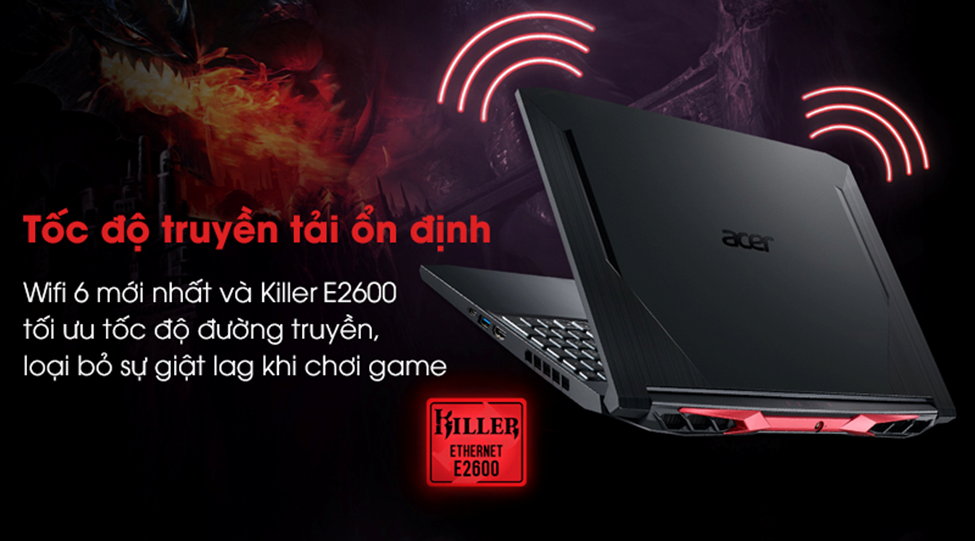 Tốc độ truyền tải ổn định
Wifi 6 mới nhất và Killer E2600
tối ưu tốc độ đường truyền,
loại bỏ sự giật lag khi chơi game
acer
KILLER
ETHERNET
E2600